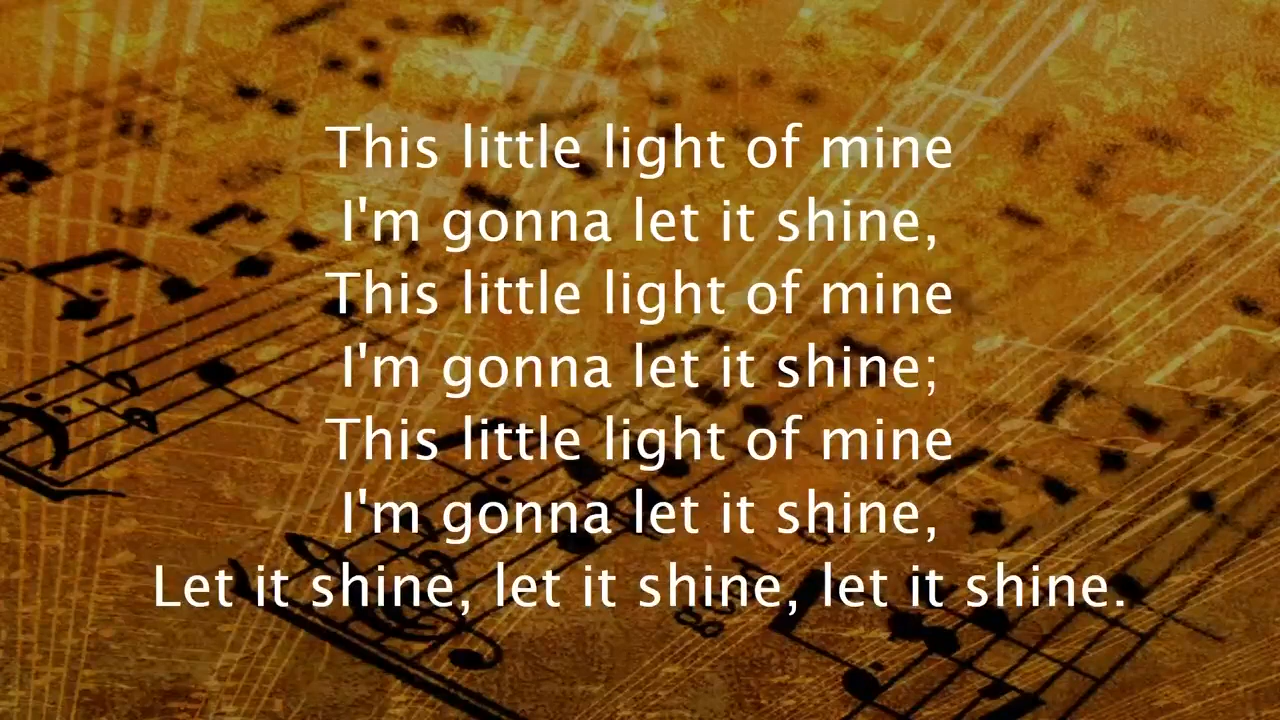 This little light of mine
I'm gonna let it shine,
This little light of mine
I'm gonna let it shine;
This little light of mine
I'm gonna let it shine,
Let it shine, let it shine, let it shine.